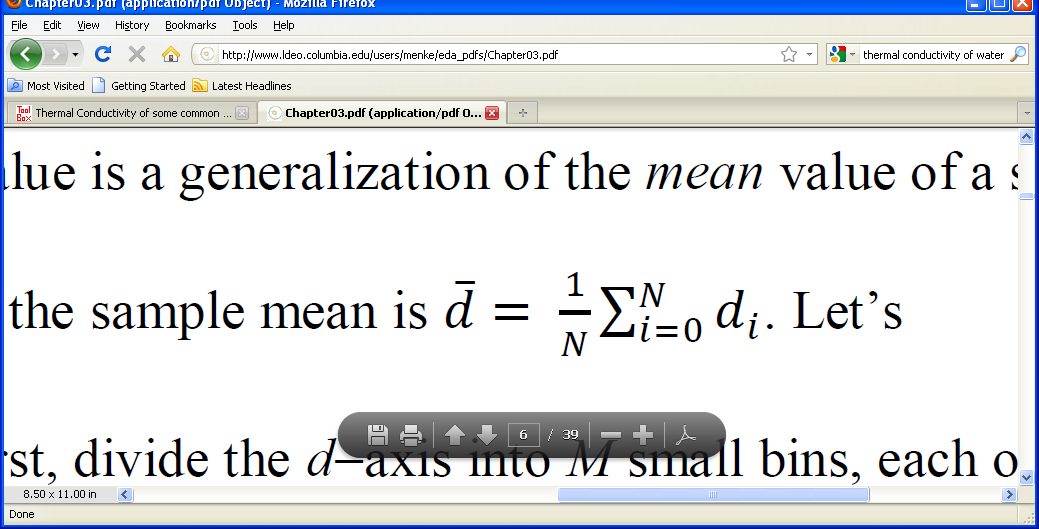 Chapter03.pdf (application/pdf Object) - Mozilla Firefox
File Edit View History Bookmarks Tools Help
http://www.ldeo.columbia.edu/users/menke/eda_pdfs/Chapter03.pdf thermal conductivity of water
Most Visited Getting Started Latest Headlines
Tool Box Thermal Conductivity of some common ... Chapter03.pdf (application/pdf O...
lue is a generalization of the mean value of a s
the sample mean is d̄ = 1/N ∑_{i=0}^{N} d_i. Let’s
rst, divide the d–axis into M small bins, each o
6 / 39
8.50 x 11.00 in
Done